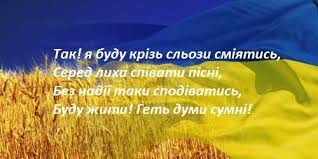 Так! я буду крізь сльози сміятись,
Серед лиха співати пісні,
Без надії таки сподіватись,
Буду жити! Геть думи сумні!